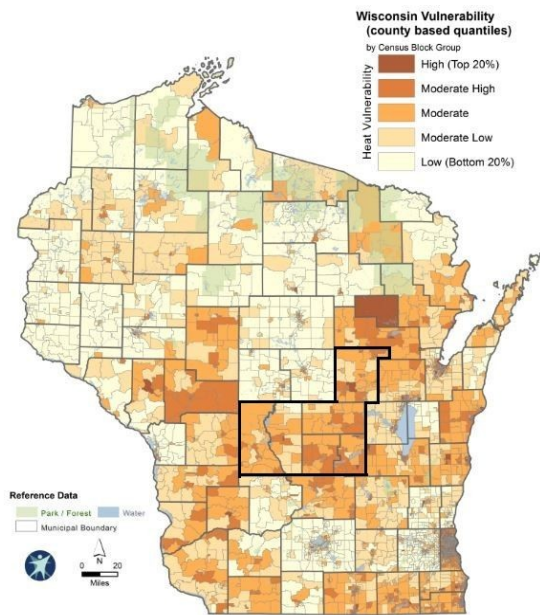 Wisconsin Vulnerability
(county based quantiles)
by Census Block Group
Heat Vulnerability
High (Top 20%)
Moderate High
Moderate
Moderate Low
Low (Bottom 20%)
Reference Data
Park / Forest
Water
Municipal Boundary
N
0
20
Miles